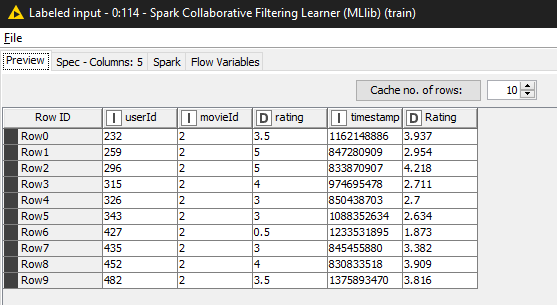 Labeled input - 0:114 - Spark Collaborative Filtering Learner (MLlib) (train)
File
Preview Spec - Columns: 5 Spark Flow Variables
Cache no. of rows: 10
Row ID I userId I movieId D rating I timestamp D Rating
Row0 232 2 3.5 1162148886 3.937
Row1 259 2 5 847280909 2.954
Row2 296 2 5 833870907 4.218
Row3 315 2 4 974695478 2.711
Row4 326 2 3 850438703 2.7
Row5 343 2 3 1088352634 2.634
Row6 427 2 0.5 1233531895 1.873
Row7 435 2 3 845455880 3.382
Row8 452 2 4 830833518 3.909
Row9 482 2 3.5 1375893470 3.816